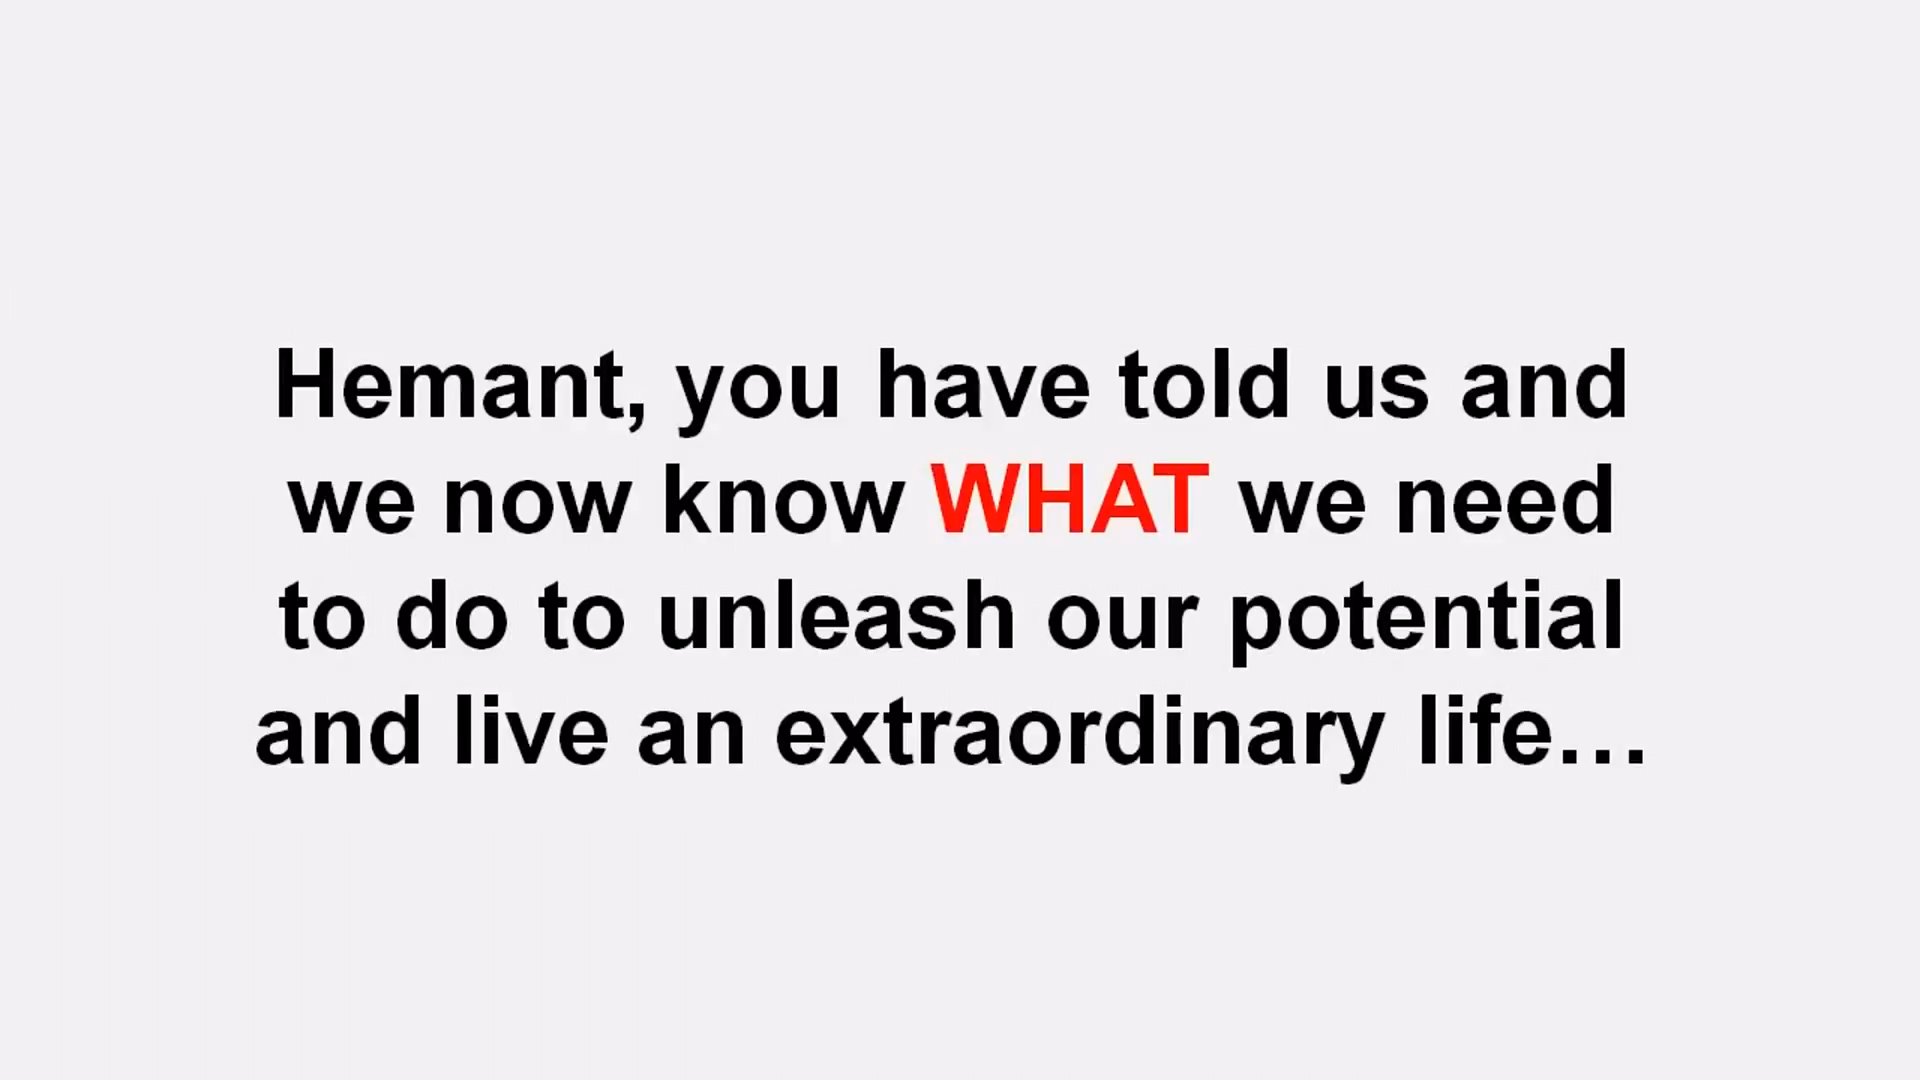 Hemant, you have told us and
we now know WHAT we need
to do to unleash our potential
and live an extraordinary life…